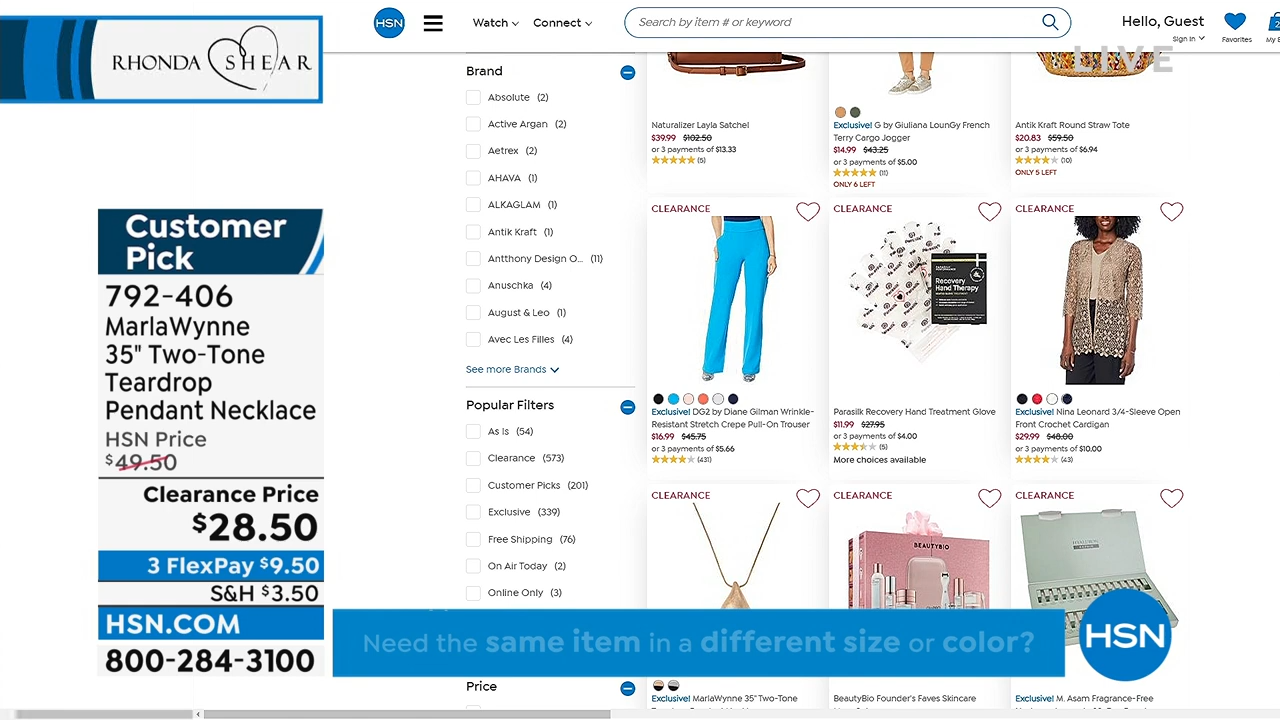 RHONDA SHEAR
Customer
Pick
792-406
MarlaWynne
35" Two-Tone
Teardrop
Pendant Necklace
HSN Price
$49.50
Clearance Price
$28.50
3 FlexPay $9.50
S&H $3.50
HSN.COM
800-284-3100
HSN
Watch
Connect
Search by item # or keyword
Hello, Guest
Sign In
Favorites
My
2
LIVE
Brand
Absolute (2)
Active Argan (2)
Aetrex (2)
AHAVA (1)
ALKAGLAM (1)
Antik Kraft (1)
Antthony Design O... (11)
Anuschka (4)
August & Leo (1)
Avec Les Filles (4)
See more Brands
Popular Filters
As Is (54)
Clearance (573)
Customer Picks (201)
Exclusive (339)
Free Shipping (76)
On Air Today (2)
Online Only (3)
Price
Naturalizer Layla Satchel
$39.99 $102.50
or 3 payments of $13.33
(5)
Exclusive! G by Giuliana LounGy French
Terry Cargo Jogger
$14.99 $43.25
or 3 payments of $5.00
(11)
ONLY 6 LEFT
Antik Kraft Round Straw Tote
$20.83 $59.50
or 3 payments of $6.94
(10)
ONLY 5 LEFT
CLEARANCE
Exclusive! DG2 by Diane Gilman Wrinkle-
Resistant Stretch Crepe Pull-On Trouser
$16.99 $45.75
or 3 payments of $5.66
(431)
CLEARANCE
Recovery
Hand Therapy
Parasilk Recovery Hand Treatment Glove
$11.99 $27.95
or 3 payments of $4.00
(5)
More choices available
CLEARANCE
Exclusive! Nina Leonard 3/4-Sleeve Open
Front Crochet Cardigan
$29.99 $48.00
or 3 payments of $10.00
(43)
CLEARANCE
Exclusive! MarlaWynne 35" Two-Tone
CLEARANCE
BEAUTYBIO
BeautyBio Founder's Faves Skincare
CLEARANCE
Exclusive! M. Asam Fragrance-Free
Need the same item in a different size or color?
HSN